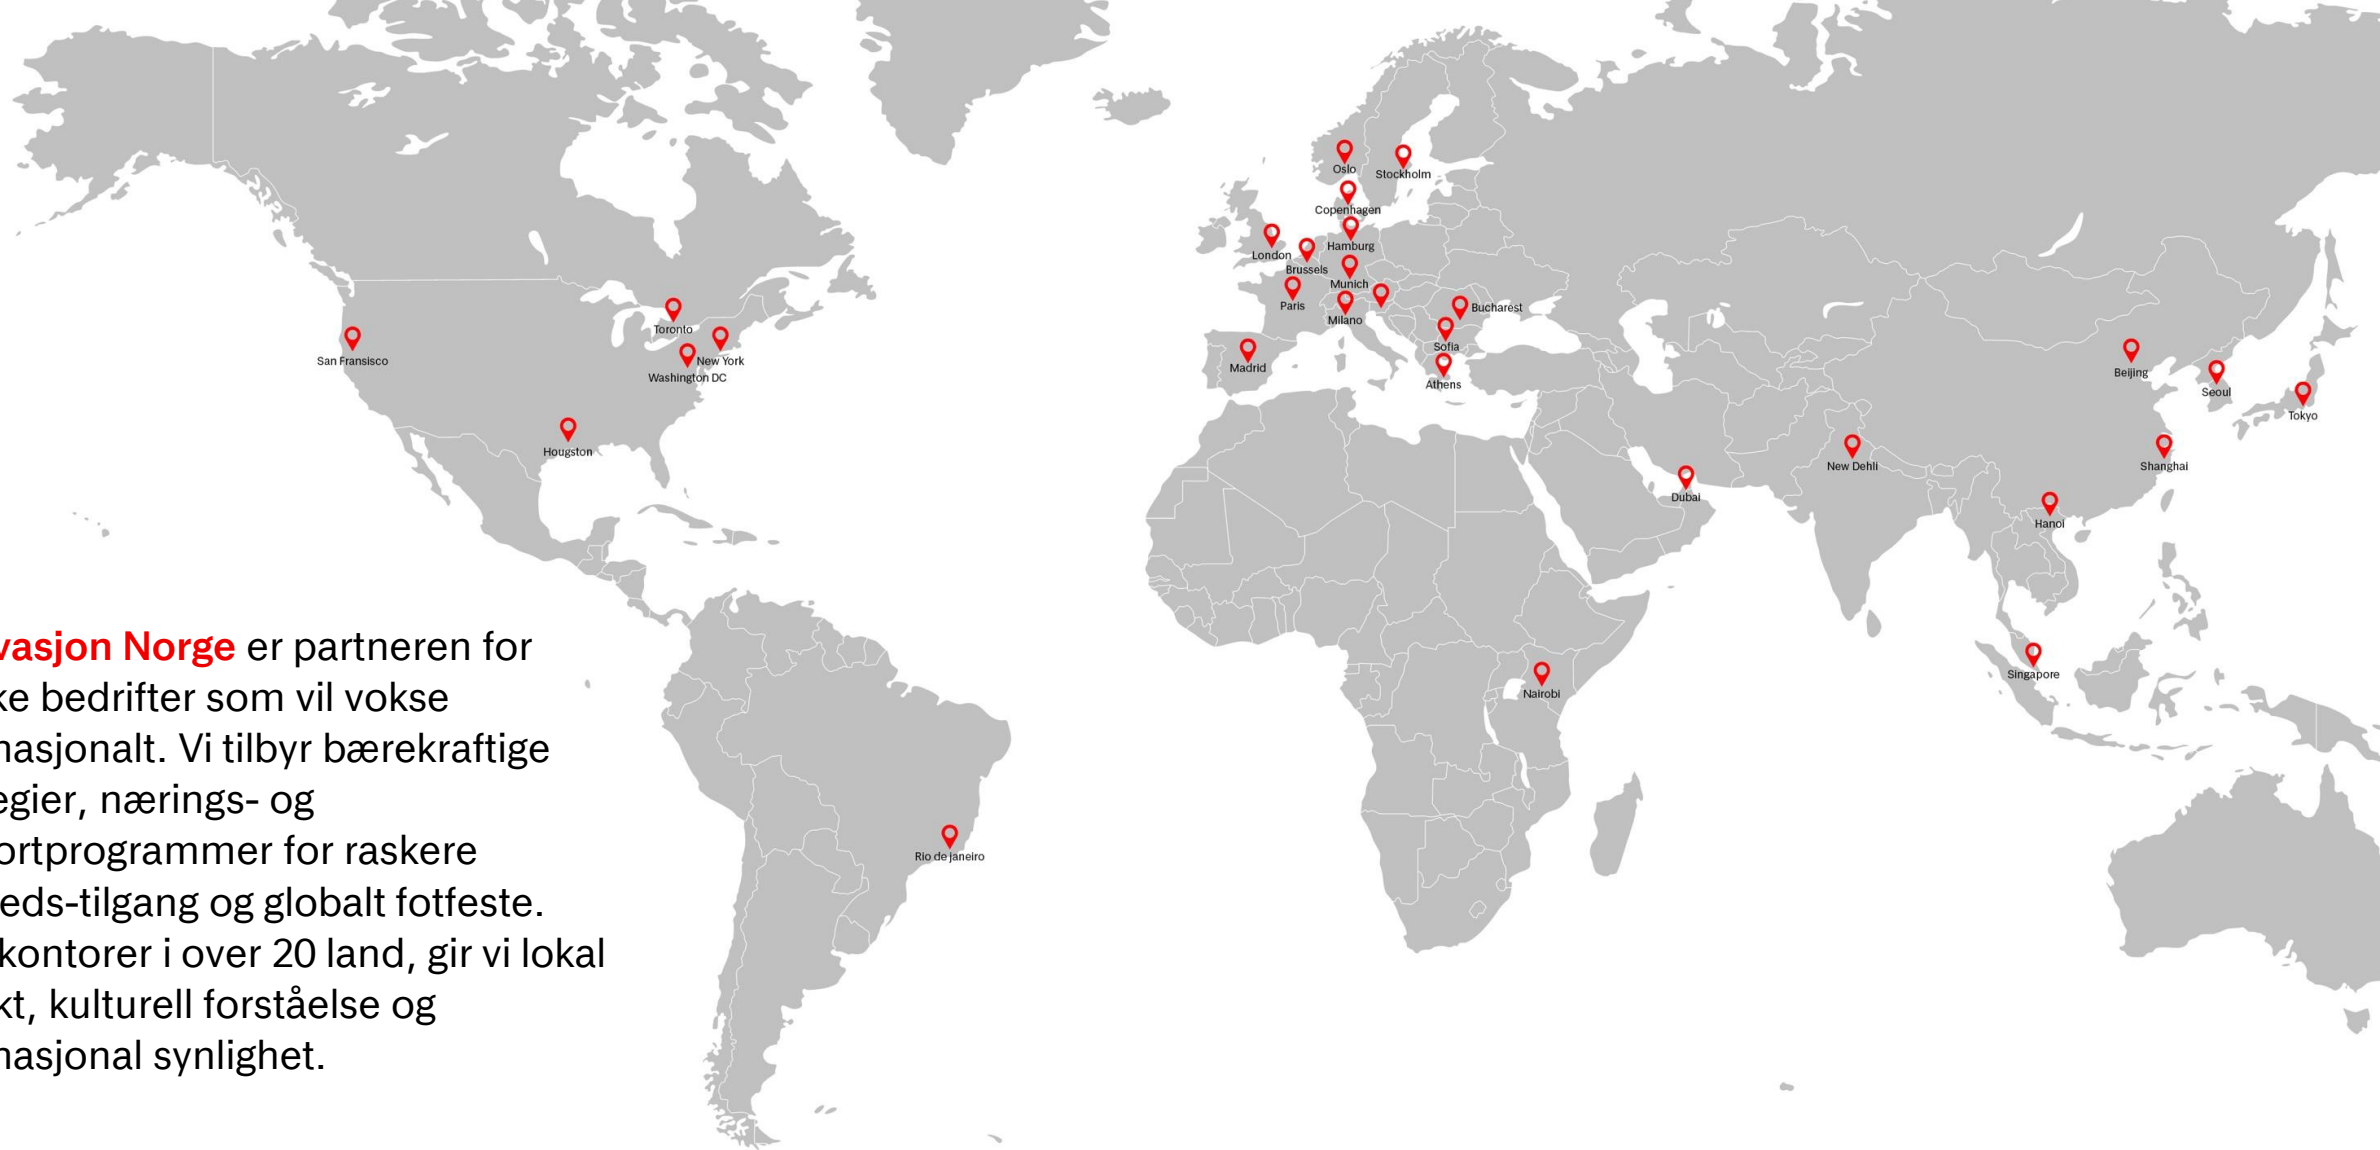 Oslo
Stockholm
Copenhagen
Hamburg
London
Brussels
Munich
Paris
Milano
Bucharest
Sofia
Madrid
Athens
Toronto
San Fransisco
New York
Washington DC
Hougston
Beijing
Seoul
Tokyo
New Dehli
Shanghai
Dubai
Hanoi
Singapore
Nairobi
Rio de janeiro
vasjon Norge er partneren for
ke bedrifter som vil vokse
nasjonalt. Vi tilbyr bærekraftige
egier, nærings- og
ortprogrammer for raskere
eds-tilgang og globalt fotfeste.
kontorer i over 20 land, gir vi lokal
kt, kulturell forståelse og
nasjonal synlighet.